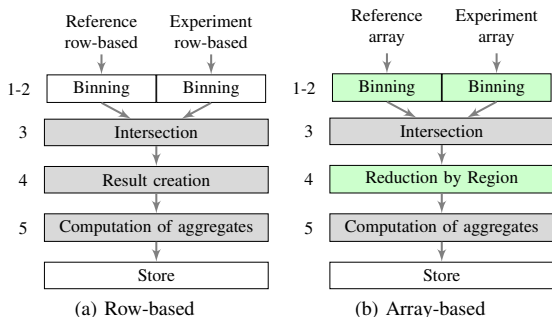 Reference
row-based
Experiment
row-based
1-2
Binning
Binning
3
Intersection
4
Result creation
5
Computation of aggregates
Store
(a) Row-based
Reference
array
Experiment
array
1-2
Binning
Binning
3
Intersection
4
Reduction by Region
5
Computation of aggregates
Store
(b) Array-based